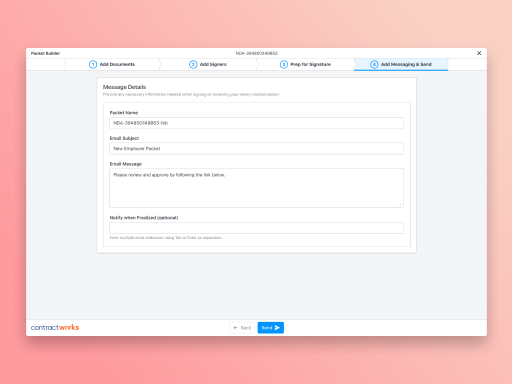 Packet Builder
NDA-394850349853
1 Add Documents
2 Add Signers
3 Prep for Signature
4 Add Messaging & Send
Message Details
Provide any necessary information needed when signing or reviewing your newly created packet.
Packet Name
NDA-394850349853-feb
Email Subject
New Employee Packet
Email Message
Please review and approve by following the link below.
Notify when Finalized (optional)
Enter multiple email addresses using Tab or Enter as separators.
contractworks
Back
Send